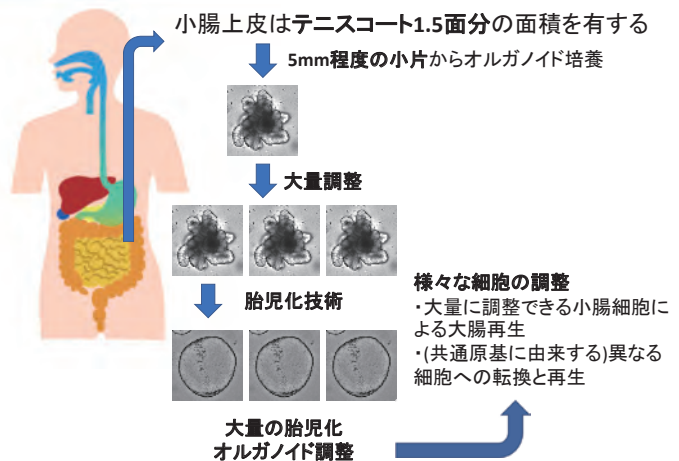 小腸上皮はテニスコート1.5面分の面積を有する
5mm程度の小片からオルガノイド培養
大量調整
胎児化技術
大量の胎児化
オルガノイド調整
様々な細胞の調整
・大量に調整できる小腸細胞に
よる大腸再生
・(共通原基に由来する)異なる
細胞への転換と再生